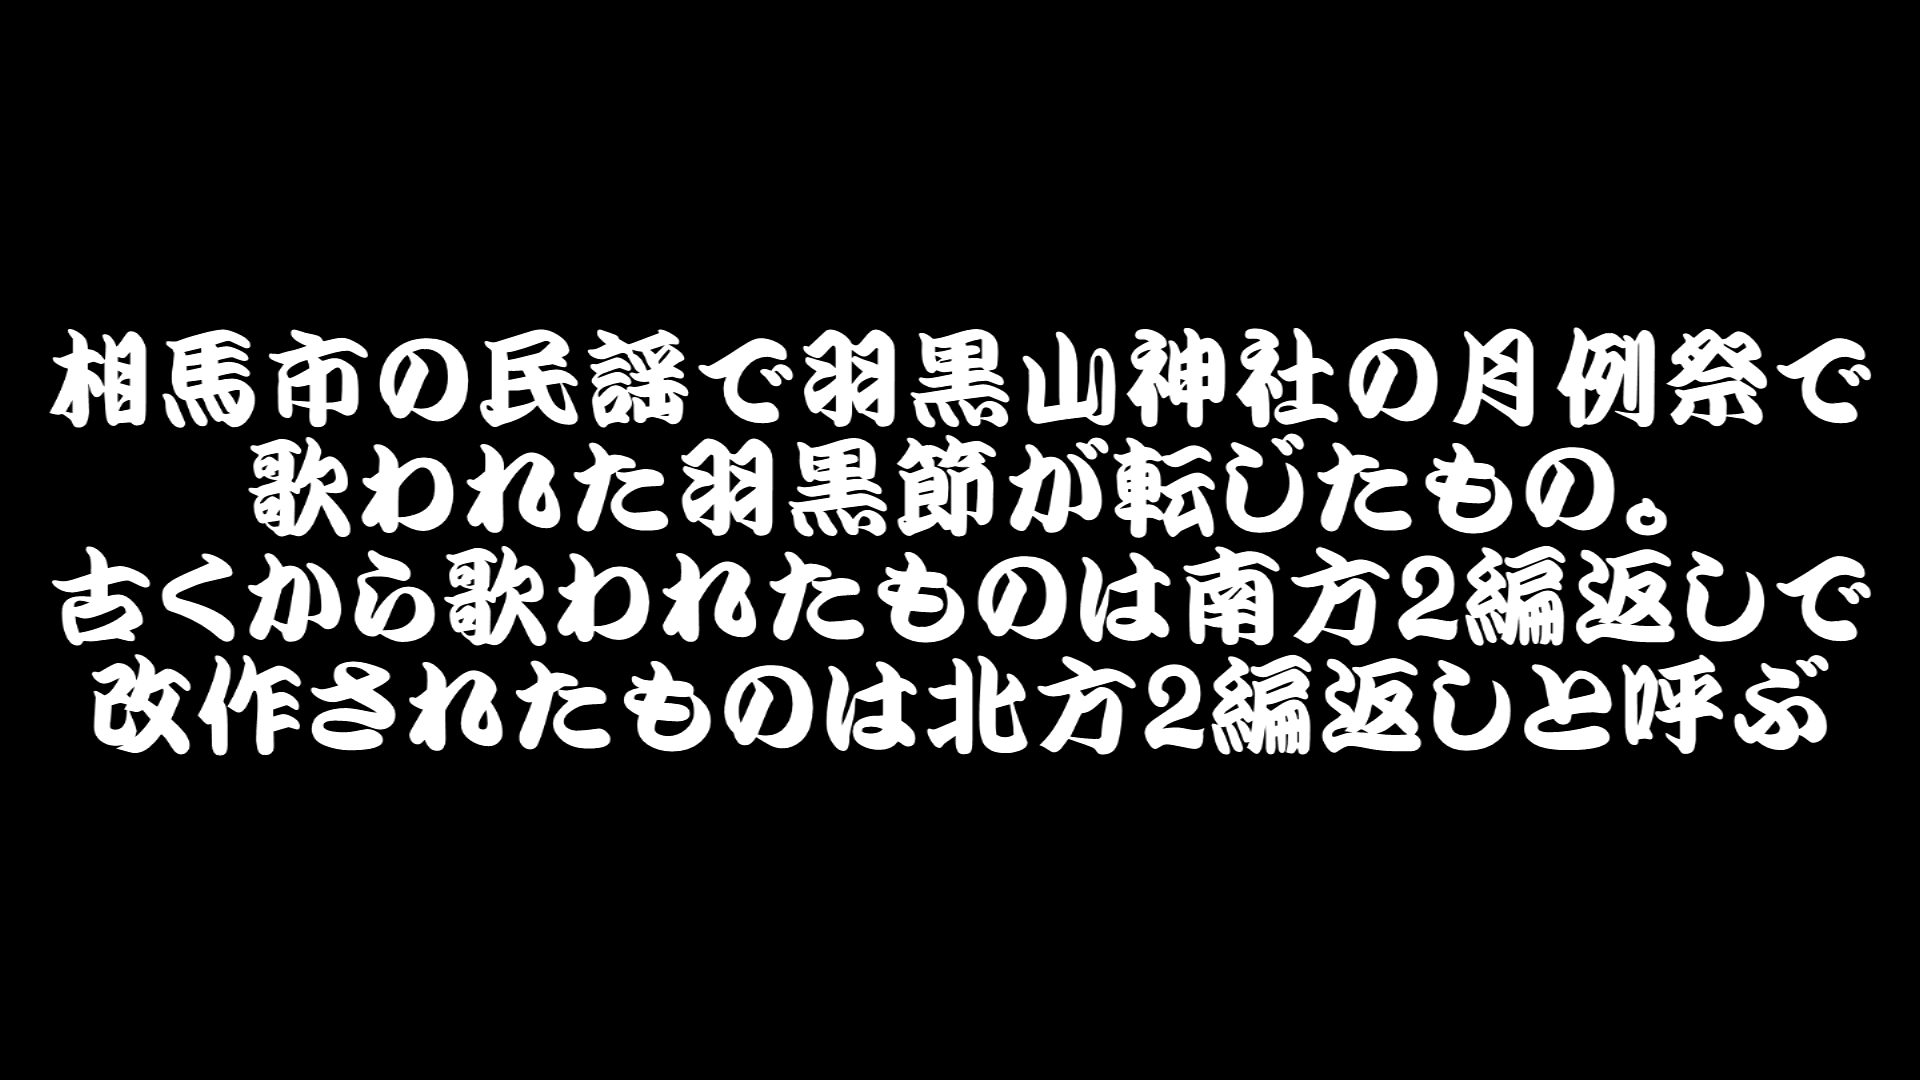 相馬市の民謡で羽黒山神社の月例祭で
歌われた羽黒節が転じたもの。
古くから歌われたものは南方2編返しで
改作されたものは北方2編返しと呼ぶ